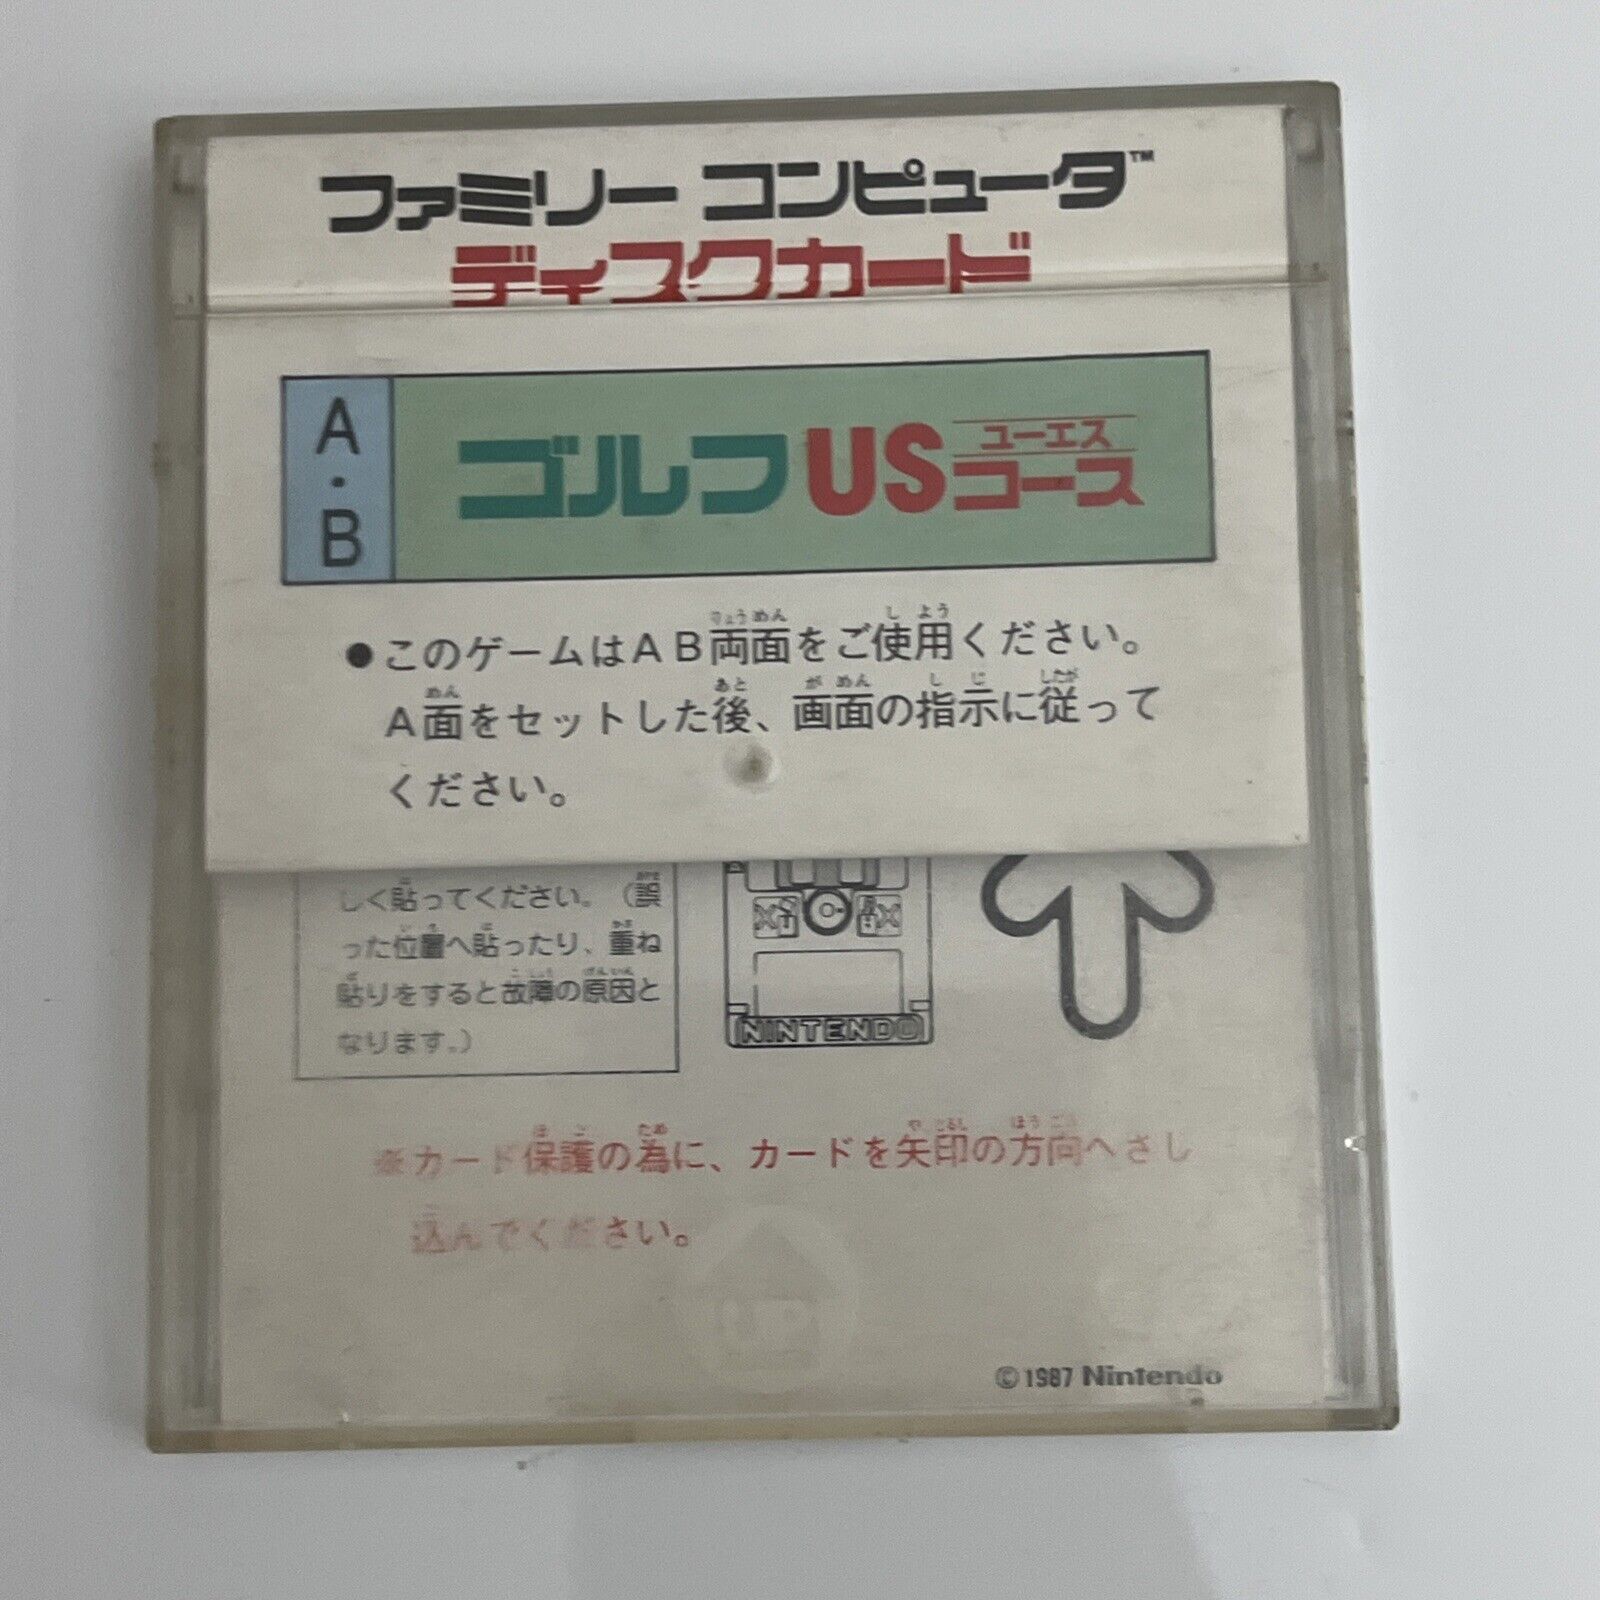 ファミリー コンピュータ™
ディスクカード
A・B
ゴルフUSコース
ユーエス
●このゲームはAB両面をご使用ください。
A面をセットした後、画面の指示に従って
ください。
しく貼ってください。(誤
った位置へ貼ったり、重ね
貼りをすると故障の原因と
なります。)
NINTENDO
※カード保護の為に、カードを矢印の方向へさし
込んでください。
©1987 Nintendo